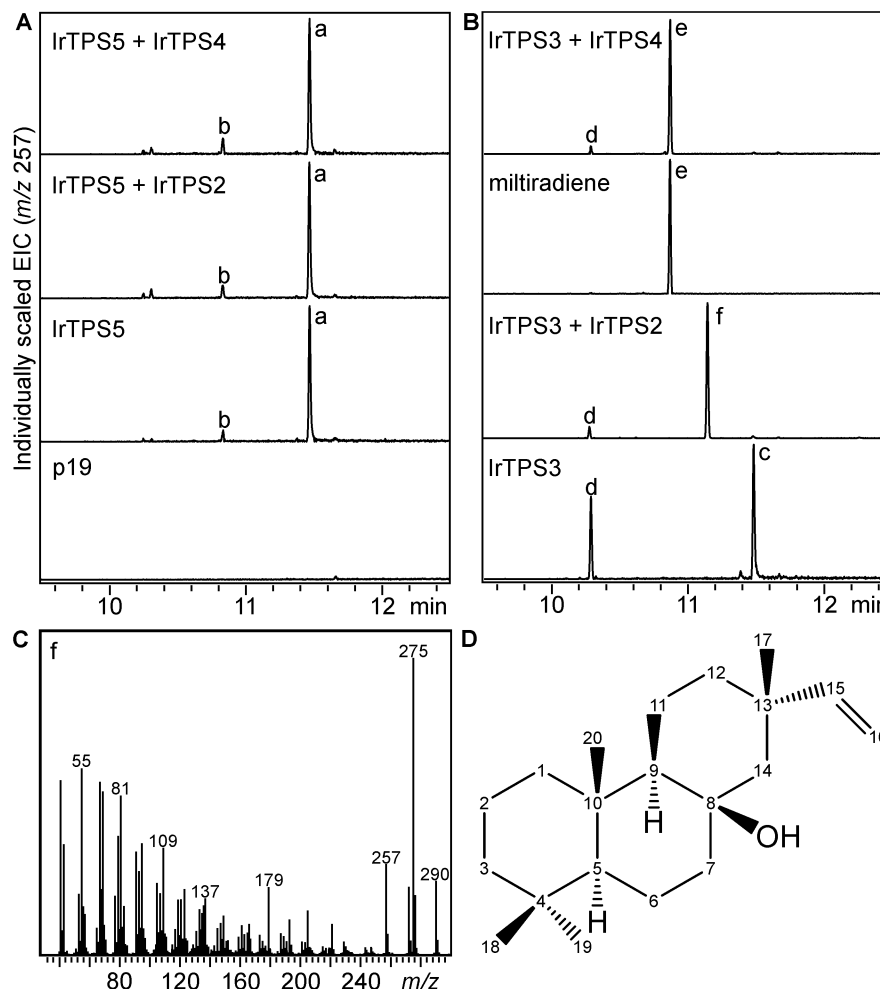 A
Individually scaled EIC (m/z 257)
IrTPS5 + IrTPS4
a
b
IrTPS5 + IrTPS2
a
b
IrTPS5
a
b
p19
10 11 12 min
B
IrTPS3 + IrTPS4
e
d
miltiradiene
e
IrTPS3 + IrTPS2
f
d
IrTPS3
c
d
10 11 12 min
C
f
275
55
81
109
137
179
257
290
80 120 160 200 240 m/z
D
17
12
15
13
11
16
20
1
9
14
2
10
8
OH
H
3
5
7
4
6
H
18
19